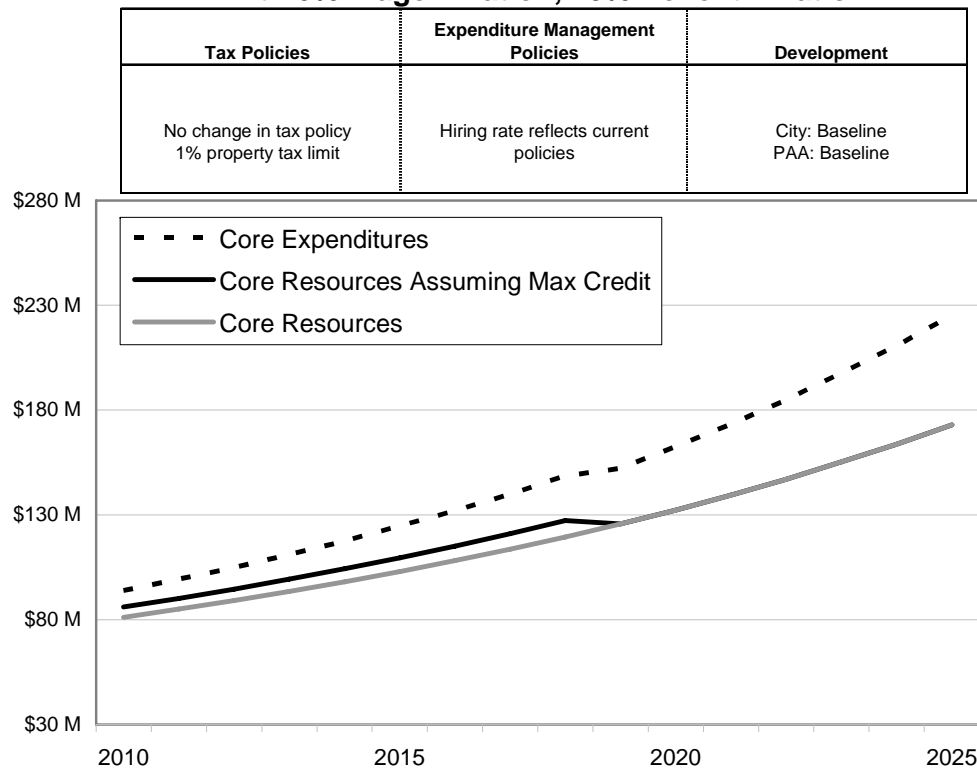 Tax Policies
Expenditure Management
Policies
Development
No change in tax policy
1% property tax limit
Hiring rate reflects current
policies
City: Baseline
PAA: Baseline
$280 M
$230 M
$180 M
$130 M
$80 M
$30 M
Core Expenditures
Core Resources Assuming Max Credit
Core Resources
2010
2015
2020
2025